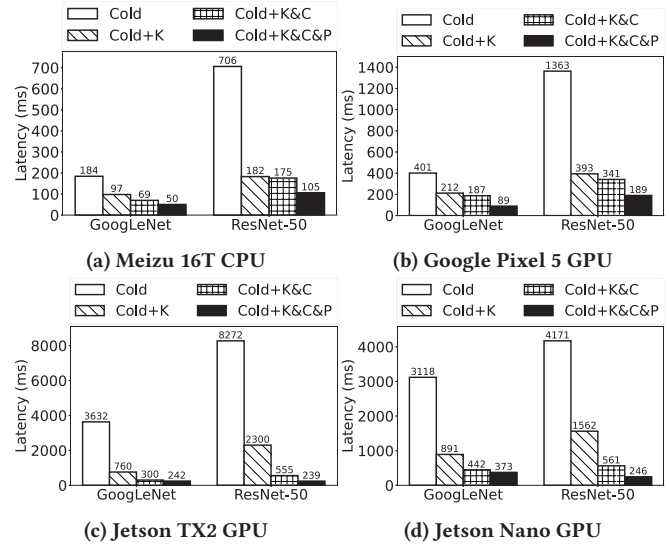 Cold Cold+K&C
Cold+K Cold+K&C&P
Latency (ms)
700
600
500
400
300
200
100
0
184 97 69 50
706 182 175 105
GoogLeNet ResNet-50
(a) Meizu 16T CPU
Cold Cold+K&C
Cold+K Cold+K&C&P
Latency (ms)
1400
1200
1000
800
600
400
200
0
401 212 187 89
1363 393 341 189
GoogLeNet ResNet-50
(b) Google Pixel 5 GPU
Cold Cold+K&C
Cold+K Cold+K&C&P
Latency (ms)
8000
6000
4000
2000
0
3632 760 300 242
8272 2300 555 239
GoogLeNet ResNet-50
(c) Jetson TX2 GPU
Cold Cold+K&C
Cold+K Cold+K&C&P
Latency (ms)
4000
3000
2000
1000
0
3118 891 442 373
4171 1562 561 246
GoogLeNet ResNet-50
(d) Jetson Nano GPU